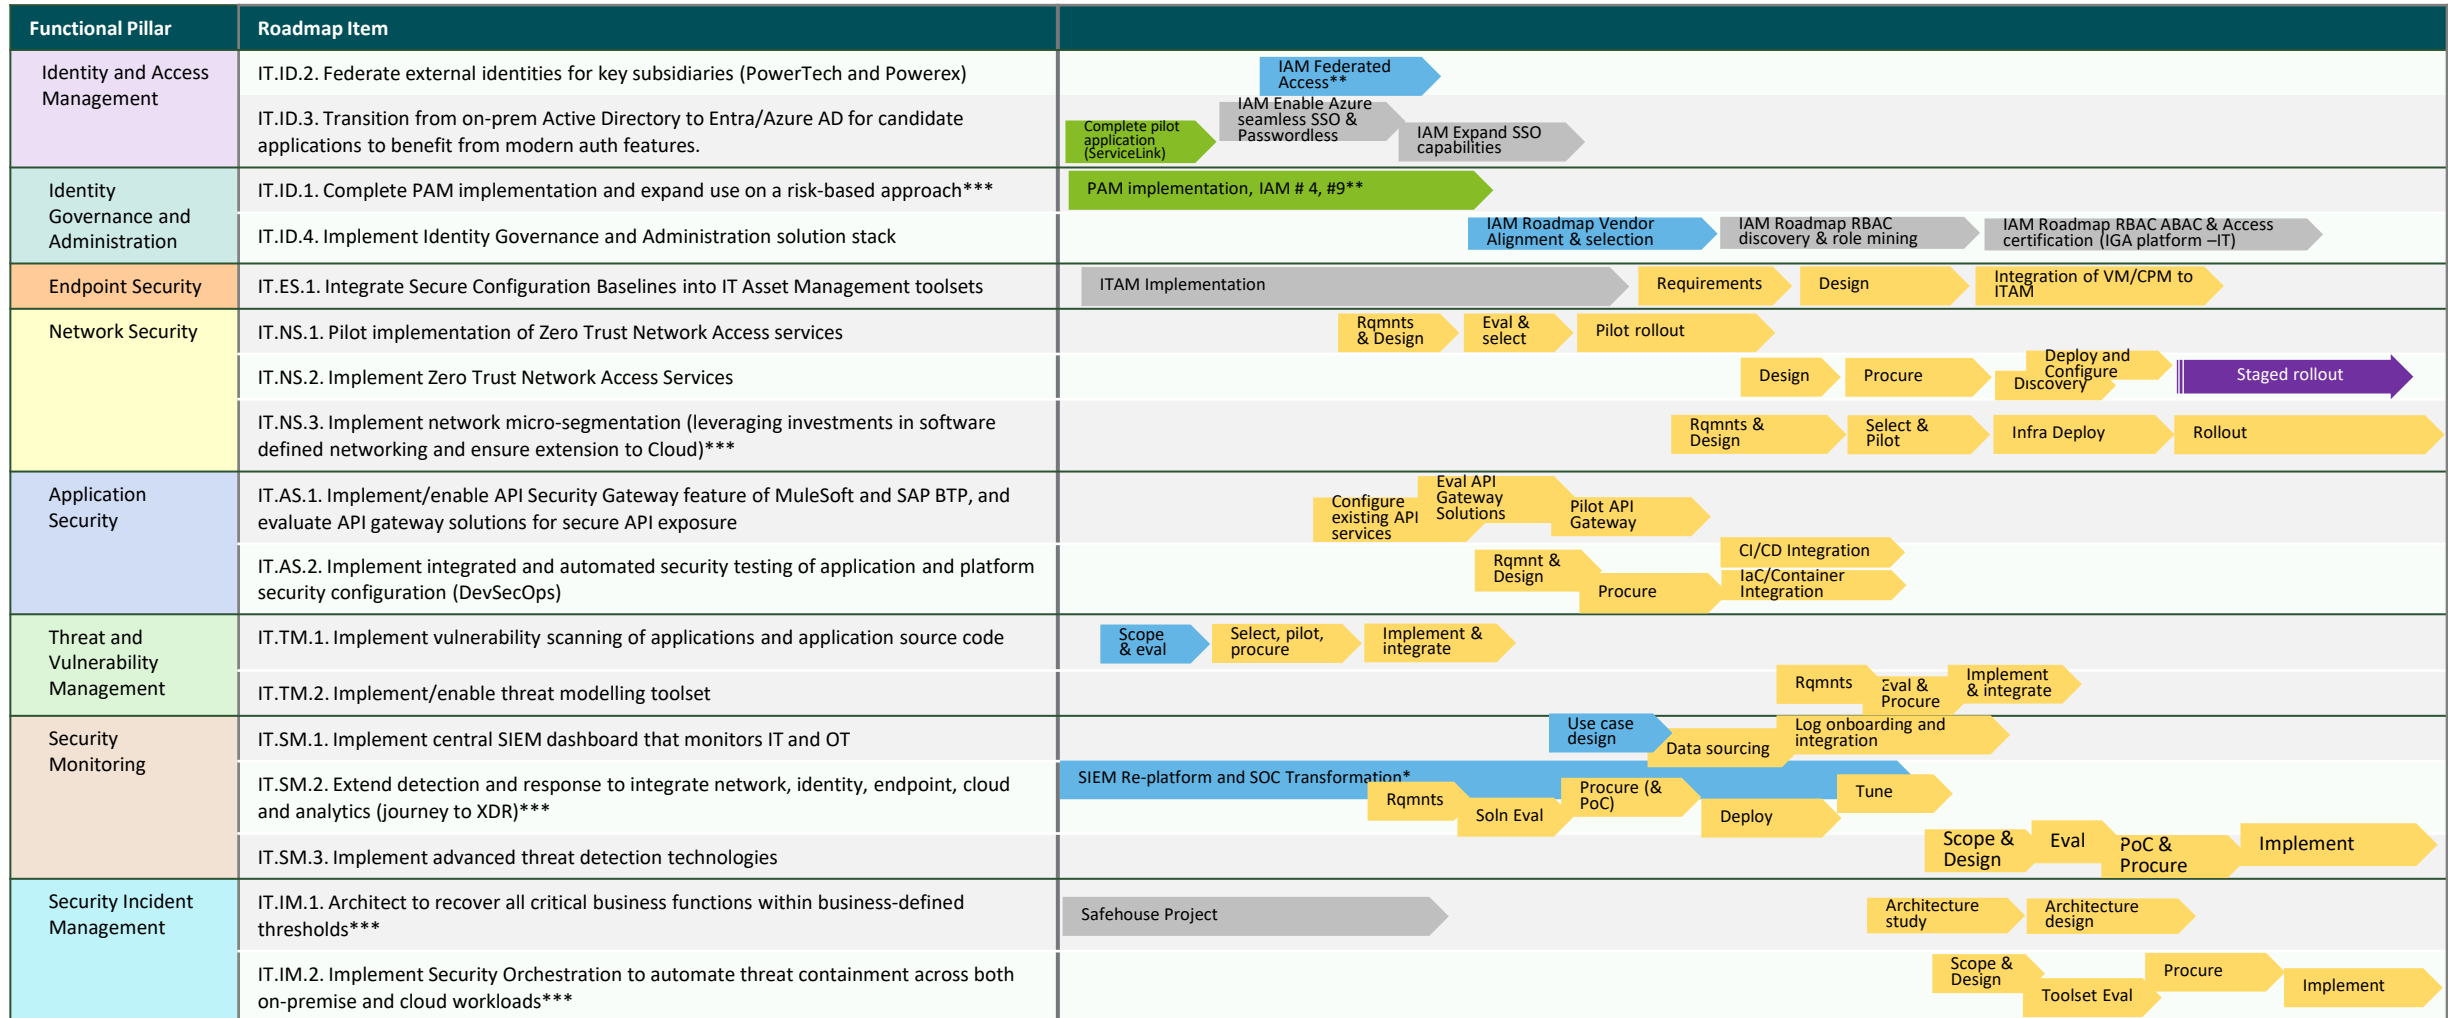 Functional Pillar
Roadmap Item
Identity and Access
Management
IT.ID.2. Federate external identities for key subsidiaries (PowerTech and Powerex)
IAM Federated
Access**
IT.ID.3. Transition from on-prem Active Directory to Entra/Azure AD for candidate
applications to benefit from modern auth features.
Complete pilot
application
(ServiceLink)
IAM Enable Azure
seamless SSO &
Passwordless
IAM Expand SSO
capabilities
Identity
Governance and
Administration
IT.ID.1. Complete PAM implementation and expand use on a risk-based approach***
PAM implementation, IAM # 4, #9**
IT.ID.4. Implement Identity Governance and Administration solution stack
IAM Roadmap Vendor
Alignment & selection
IAM Roadmap RBAC
discovery & role mining
IAM Roadmap RBAC ABAC & Access
certification (IGA platform –IT)
Endpoint Security
IT.ES.1. Integrate Secure Configuration Baselines into IT Asset Management toolsets
ITAM Implementation
Requirements
Design
Integration of VM/CPM to
ITAM
Network Security
IT.NS.1. Pilot implementation of Zero Trust Network Access services
Rqmnts
& Design
Eval &
select
Pilot rollout
IT.NS.2. Implement Zero Trust Network Access Services
Design
Procure
Discovery
Deploy and
Configure
Staged rollout
IT.NS.3. Implement network micro-segmentation (leveraging investments in software
defined networking and ensure extension to Cloud)***
Rqmnts &
Design
Select &
Pilot
Infra Deploy
Rollout
Application
Security
IT.AS.1. Implement/enable API Security Gateway feature of MuleSoft and SAP BTP, and
evaluate API gateway solutions for secure API exposure
Configure
existing API
services
Eval API
Gateway
Solutions
Pilot API
Gateway
IT.AS.2. Implement integrated and automated security testing of application and platform
security configuration (DevSecOps)
Rqmnt &
Design
Procure
CI/CD Integration
IaC/Container
Integration
Threat and
Vulnerability
Management
IT.TM.1. Implement vulnerability scanning of applications and application source code
Scope
& eval
Select, pilot,
procure
Implement &
integrate
IT.TM.2. Implement/enable threat modelling toolset
Rqmnts
Eval &
Procure
Implement
& integrate
Security
Monitoring
IT.SM.1. Implement central SIEM dashboard that monitors IT and OT
Use case
design
Data sourcing
Log onboarding and
integration
IT.SM.2. Extend detection and response to integrate network, identity, endpoint, cloud
and analytics (journey to XDR)***
SIEM Re-platform and SOC Transformation*
Rqmnts
Soln Eval
Procure (&
PoC)
Deploy
Tune
IT.SM.3. Implement advanced threat detection technologies
Scope &
Design
Eval
PoC &
Procure
Implement
Security Incident
Management
IT.IM.1. Architect to recover all critical business functions within business-defined
thresholds***
Safehouse Project
Architecture
study
Architecture
design
IT.IM.2. Implement Security Orchestration to automate threat containment across both
on-premise and cloud workloads***
Scope &
Design
Toolset Eval
Procure
Implement